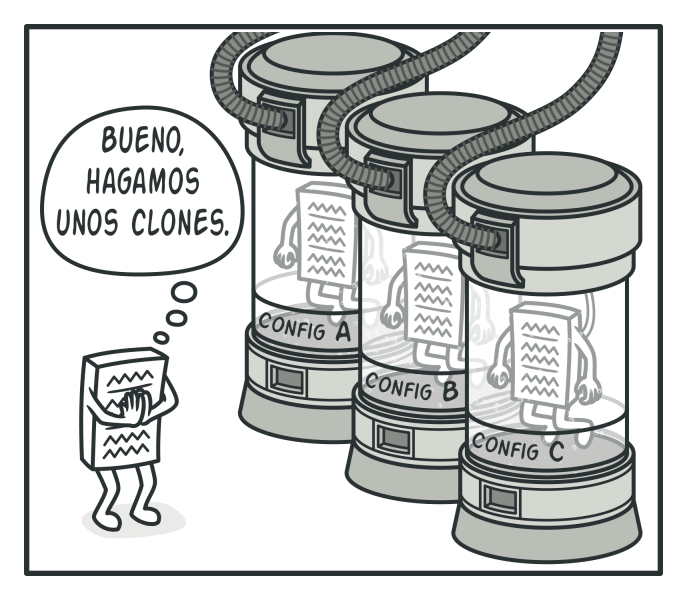 BUENO,
HAGAMOS
UNOS CLONES.
CONFIG A
CONFIG B
CONFIG C